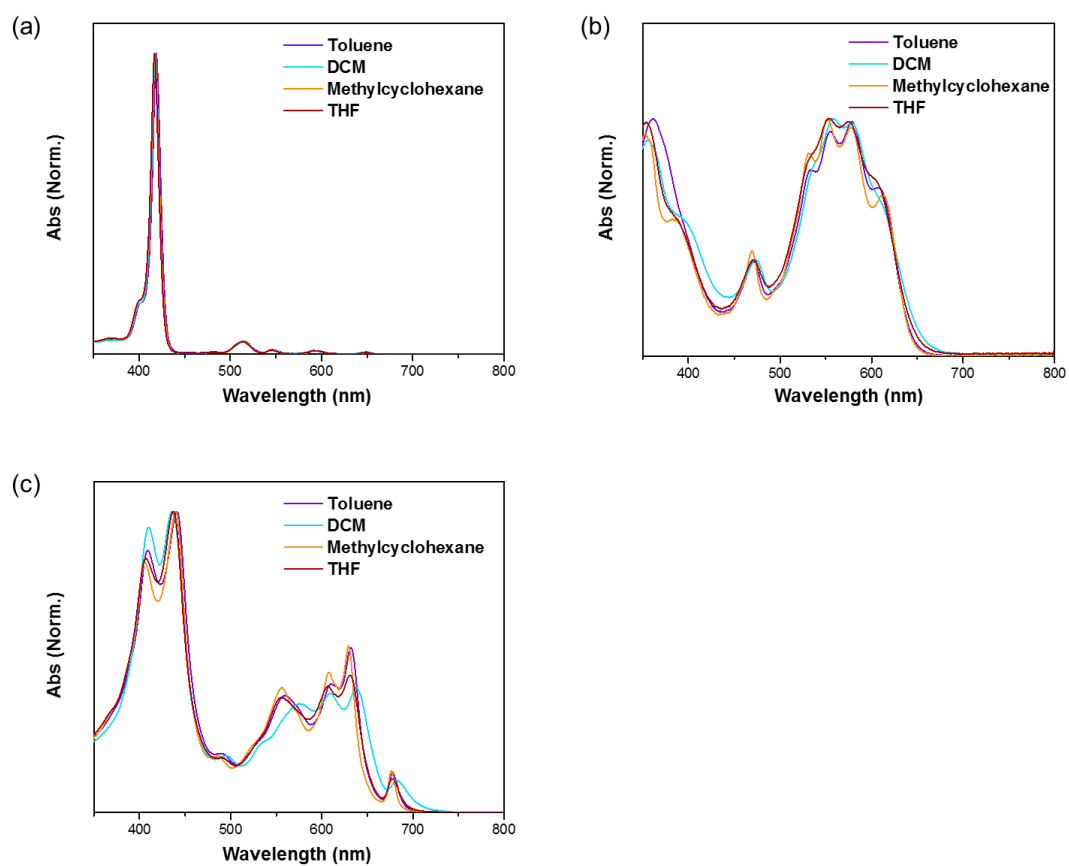 (a)
Toluene
DCM
Methylcyclohexane
THF
Abs (Norm.)
400 500 600 700 800
Wavelength (nm)
(b)
Toluene
DCM
Methylcyclohexane
THF
Abs (Norm.)
400 500 600 700 800
Wavelength (nm)
(c)
Toluene
DCM
Methylcyclohexane
THF
Abs (Norm.)
400 500 600 700 800
Wavelength (nm)